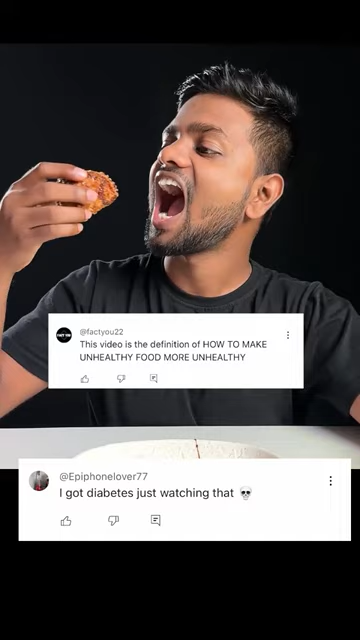 @factyou22
This video is the definition of HOW TO MAKE
UNHEALTHY FOOD MORE UNHEALTHY
@Epiphonelover77
I got diabetes just watching that 💀